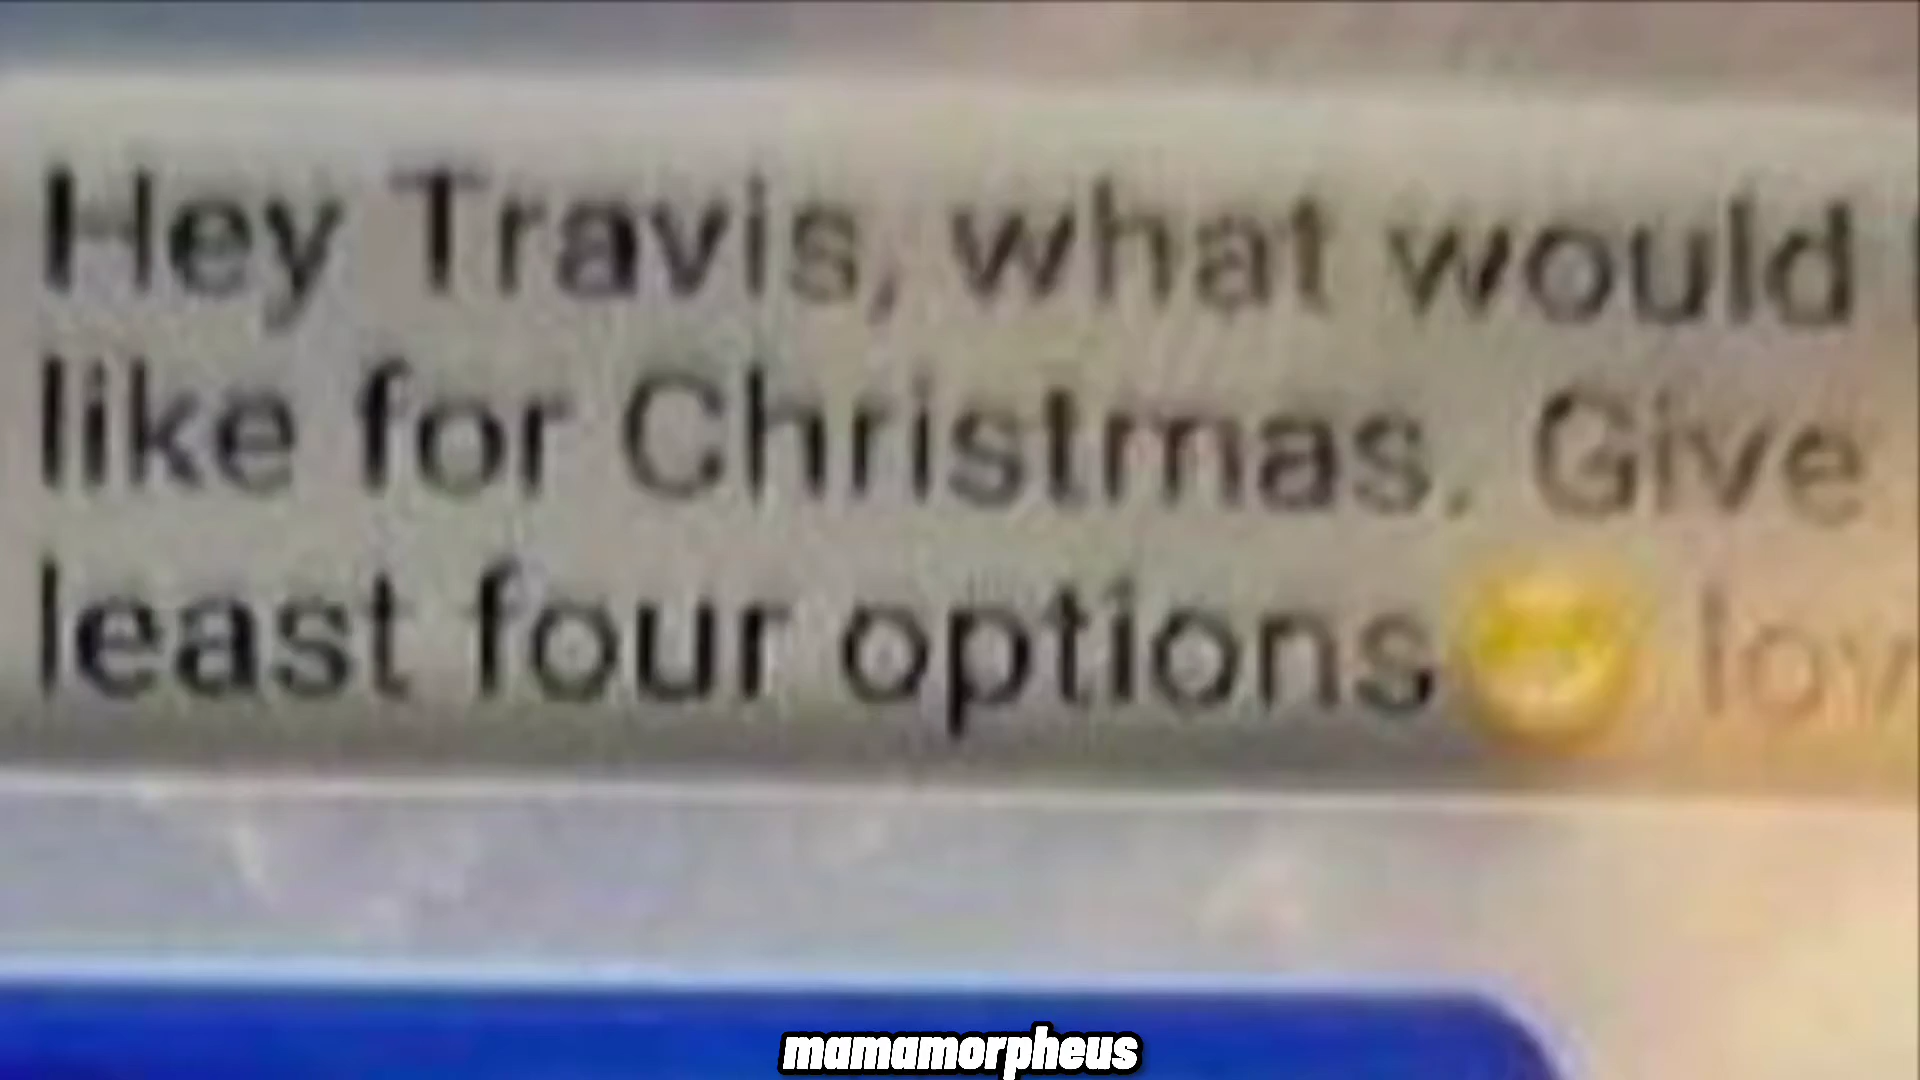 Hey Travis, what would
like for Christmas. Give
least four options😁
mamamorpheus